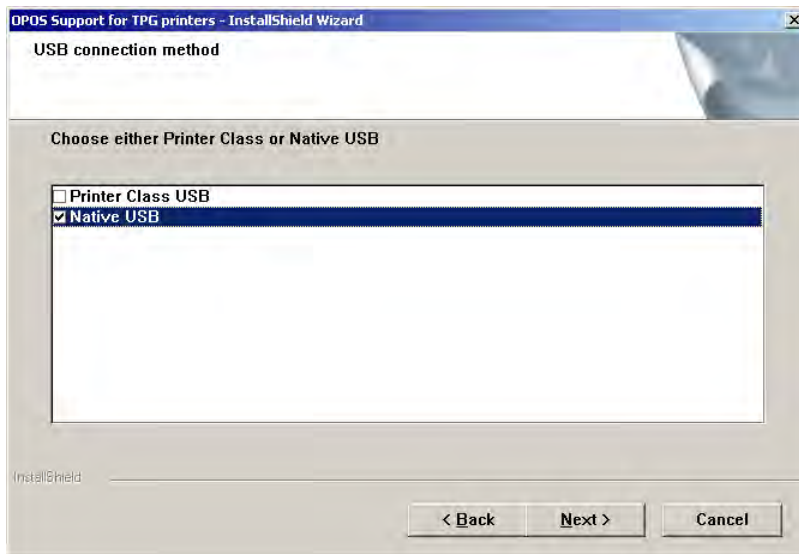 OPOS Support for TPG printers - InstallShield Wizard
USB connection method
Choose either Printer Class or Native USB
Printer Class USB
Native USB
InstallShield
< Back Next > Cancel